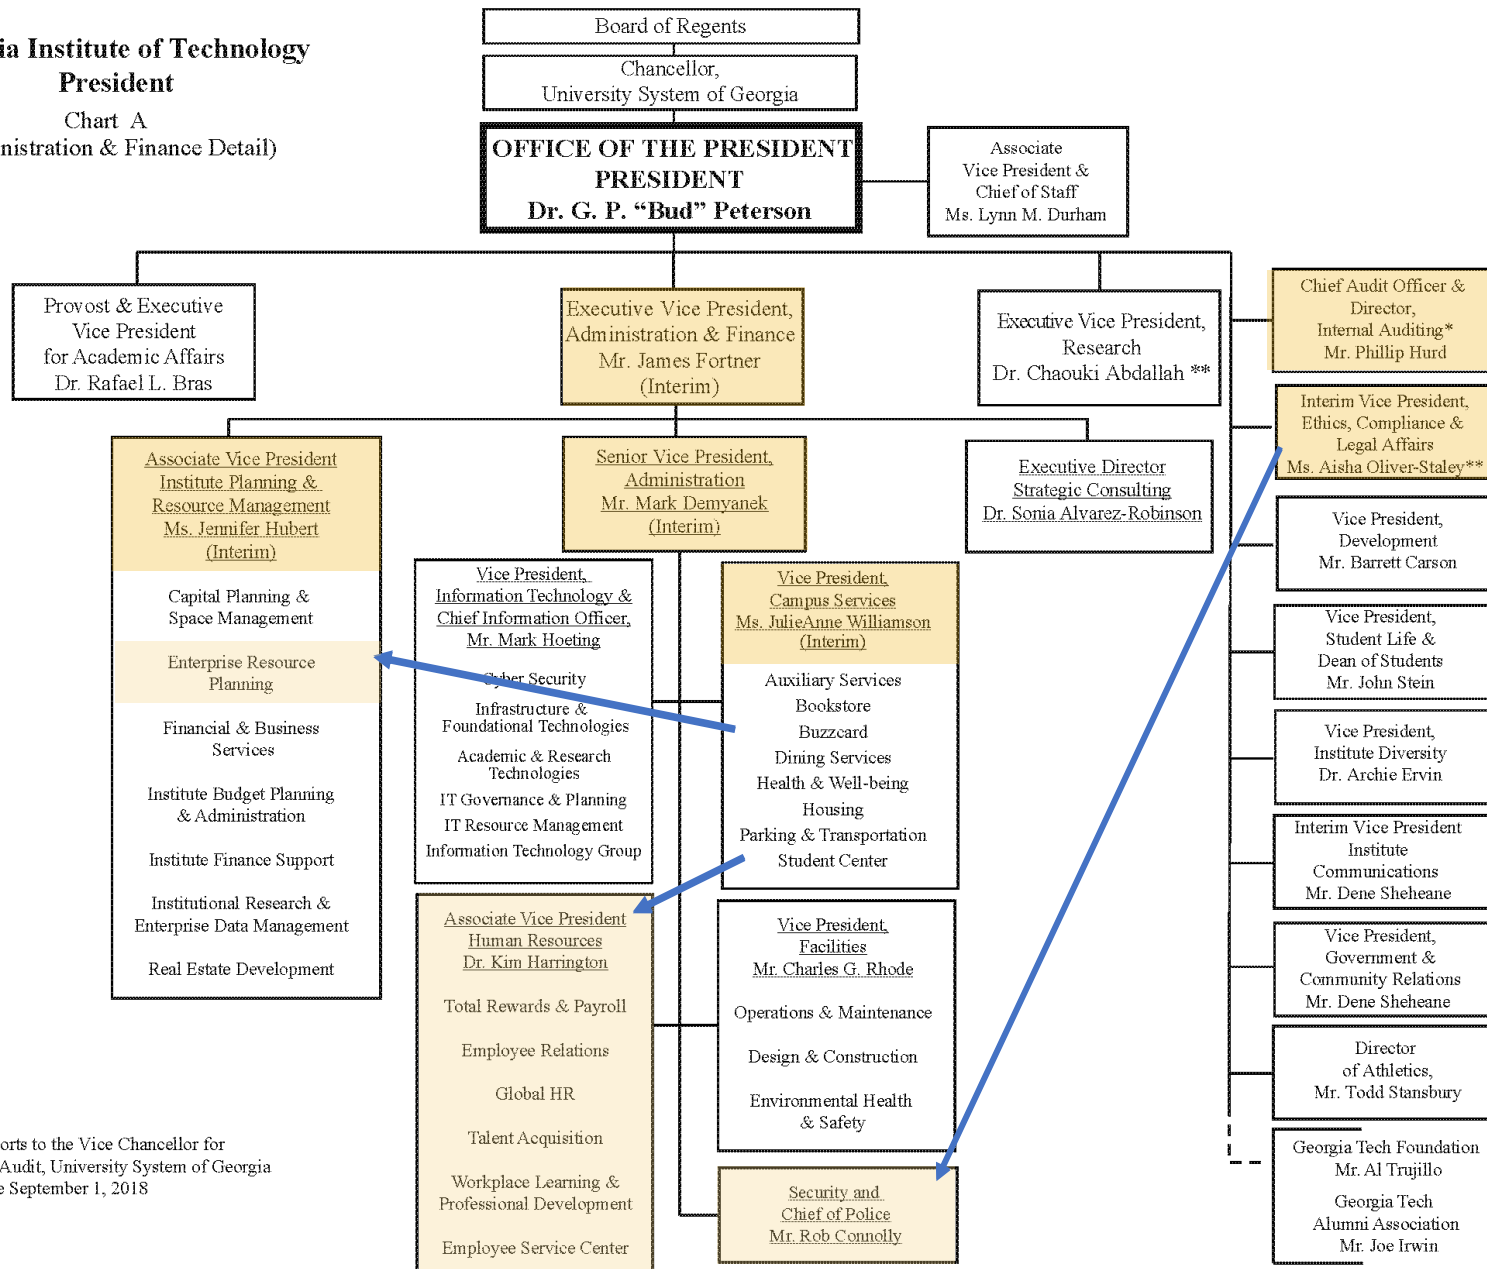 ia Institute of Technology
President
Chart A
nistration & Finance Detail)
Board of Regents
Chancellor,
University System of Georgia
OFFICE OF THE PRESIDENT
PRESIDENT
Dr. G. P. “Bud” Peterson
Associate
Vice President &
Chief of Staff
Ms. Lynn M. Durham
Provost & Executive
Vice President
for Academic Affairs
Dr. Rafael L. Bras
Executive Vice President,
Administration & Finance
Mr. James Fortner
(Interim)
Executive Vice President,
Research
Dr. Chaouki Abdallah **
Chief Audit Officer &
Director,
Internal Auditing*
Mr. Phillip Hurd
Interim Vice President,
Ethics, Compliance &
Legal Affairs
Ms. Aisha Oliver-Staley**
Vice President,
Development
Mr. Barrett Carson
Vice President,
Student Life &
Dean of Students
Mr. John Stein
Vice President,
Institute Diversity
Dr. Archie Ervin
Interim Vice President
Institute
Communications
Mr. Dene Sheheane
Vice President,
Government &
Community Relations
Mr. Dene Sheheane
Director
of Athletics,
Mr. Todd Stansbury
Georgia Tech Foundation
Mr. Al Trujillo
Georgia Tech
Alumni Association
Mr. Joe Irwin
Associate Vice President
Institute Planning &
Resource Management
Ms. Jennifer Hubert
(Interim)
Capital Planning &
Space Management
Enterprise Resource
Planning
Financial & Business
Services
Institute Budget Planning
& Administration
Institute Finance Support
Institutional Research &
Enterprise Data Management
Real Estate Development
Senior Vice President,
Administration
Mr. Mark Demyanek
(Interim)
Executive Director
Strategic Consulting
Dr. Sonia Alvarez-Robinson
Vice President,
Information Technology &
Chief Information Officer,
Mr. Mark Hoeting
Cyber Security
Infrastructure &
Foundational Technologies
Academic & Research
Technologies
IT Governance & Planning
IT Resource Management
Information Technology Group
Vice President,
Campus Services
Ms. JulieAnne Williamson
(Interim)
Auxiliary Services
Bookstore
Buzzcard
Dining Services
Health & Well-being
Housing
Parking & Transportation
Student Center
Associate Vice President
Human Resources
Dr. Kim Harrington
Total Rewards & Payroll
Employee Relations
Global HR
Talent Acquisition
Workplace Learning &
Professional Development
Employee Service Center
Vice President,
Facilities
Mr. Charles G. Rhode
Operations & Maintenance
Design & Construction
Environmental Health
& Safety
Security and
Chief of Police
Mr. Rob Connolly
orts to the Vice Chancellor for
Audit, University System of Georgia
e September 1, 2018